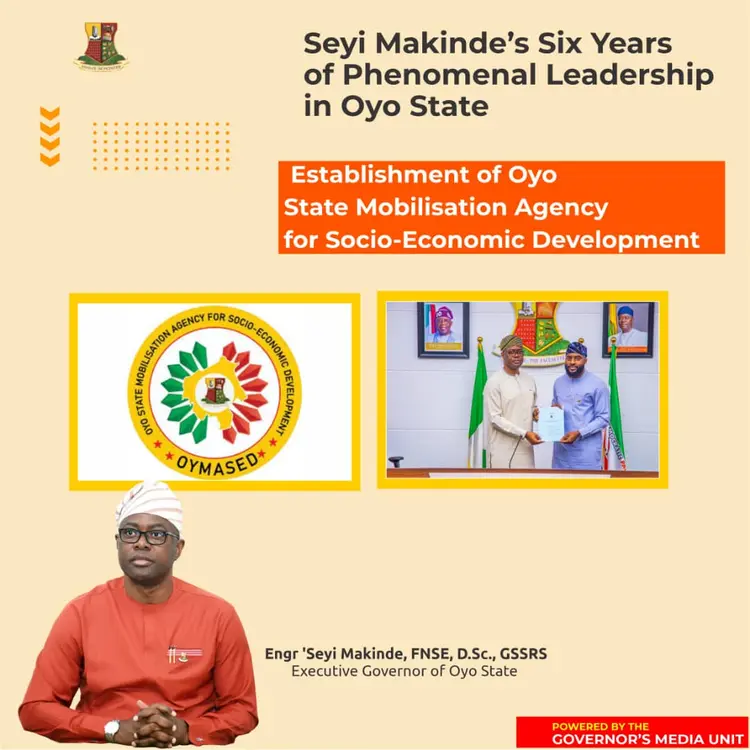 Seyi Makinde's Six Years
of Phenomenal Leadership
in Oyo State
Establishment of Oyo
State Mobilisation Agency
for Socio-Economic Development
OYO STATE MOBILISATION AGENCY FOR SOCIO-ECONOMIC DEVELOPMENT
OYMASED
Engr 'Seyi Makinde, FNSE, D.Sc., GSSRS
Executive Governor of Oyo State
POWERED BY THE
GOVERNOR'S MEDIA UNIT